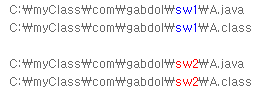 C:₩myClass₩com₩gabdol₩sw1₩A.java
C:₩myClass₩com₩gabdol₩sw1₩A.class
C:₩myClass₩com₩gabdol₩sw2₩A.java
C:₩myClass₩com₩gabdol₩sw2₩A.class